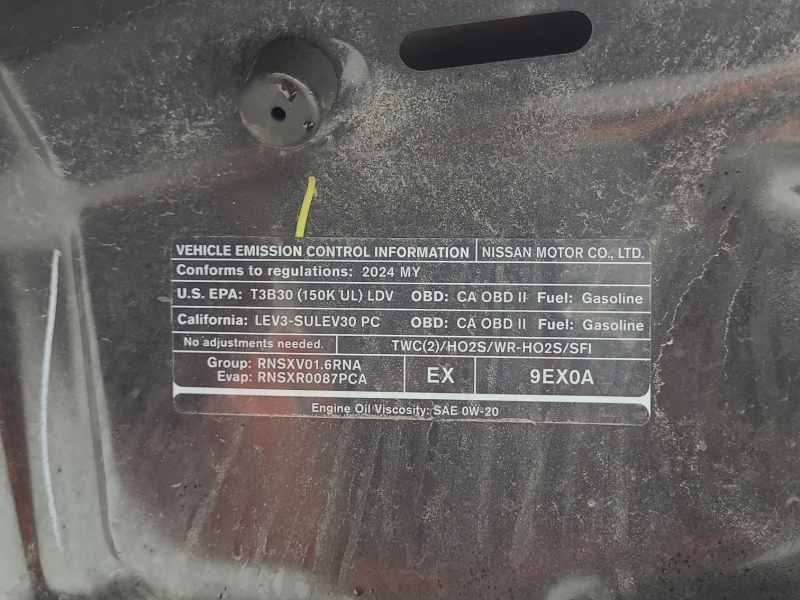 VEHICLE EMISSION CONTROL INFORMATION NISSAN MOTOR CO., LTD.
Conforms to regulations: 2024 MY
U.S. EPA: T3B30 (150K UL) LDV OBD: CA OBD II Fuel: Gasoline
California: LEV3-SULEV30 PC OBD: CA OBD II Fuel: Gasoline
No adjustments needed. TWC(2)/HO2S/WR-HO2S/SFI
Group: RNSXV01.6RNA
Evap: RNSXR0087PCA
EX 9EX0A
Engine Oil Viscosity: SAE 0W-20